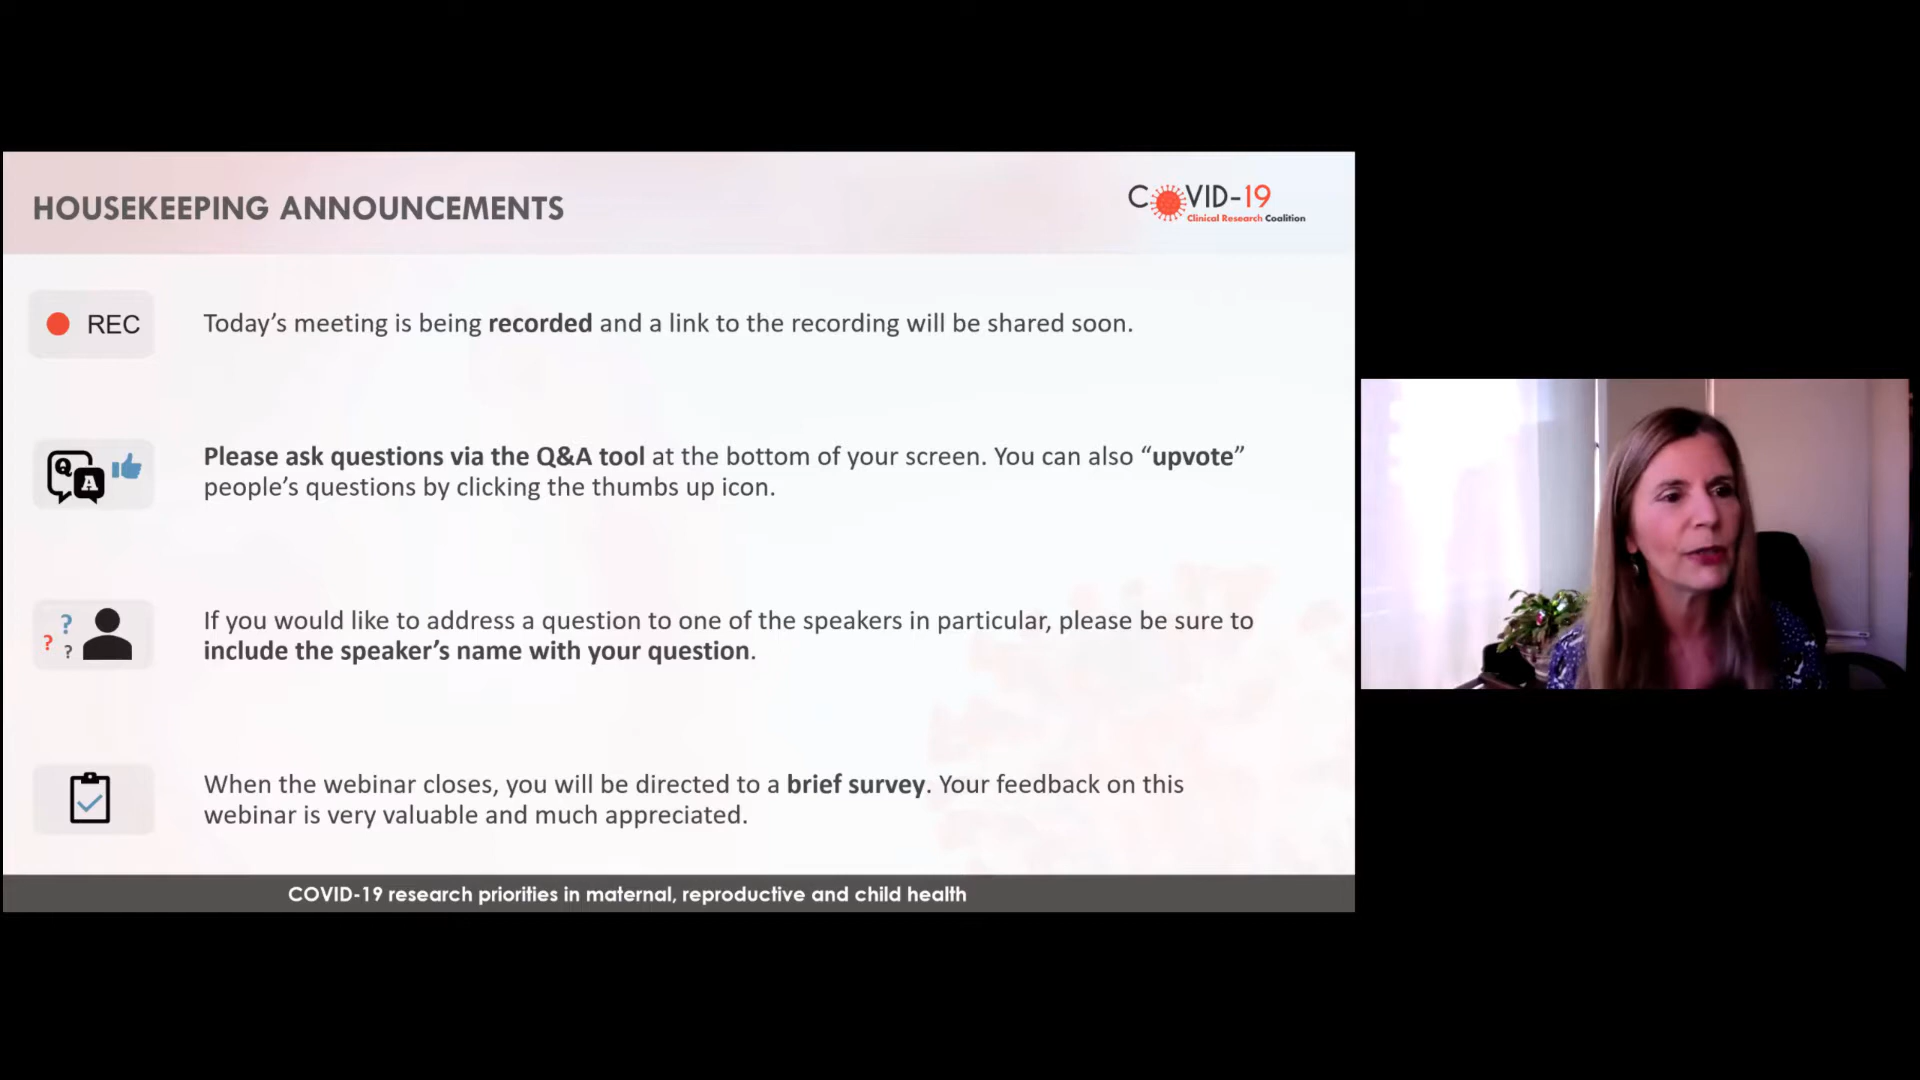 HOUSEKEEPING ANNOUNCEMENTS
COVID-19
Clinical Research Coalition
REC
Today’s meeting is being recorded and a link to the recording will be shared soon.
Q
A
Please ask questions via the Q&A tool at the bottom of your screen. You can also “upvote”
people’s questions by clicking the thumbs up icon.
? ? ?
If you would like to address a question to one of the speakers in particular, please be sure to
include the speaker’s name with your question.
When the webinar closes, you will be directed to a brief survey. Your feedback on this
webinar is very valuable and much appreciated.
COVID-19 research priorities in maternal, reproductive and child health